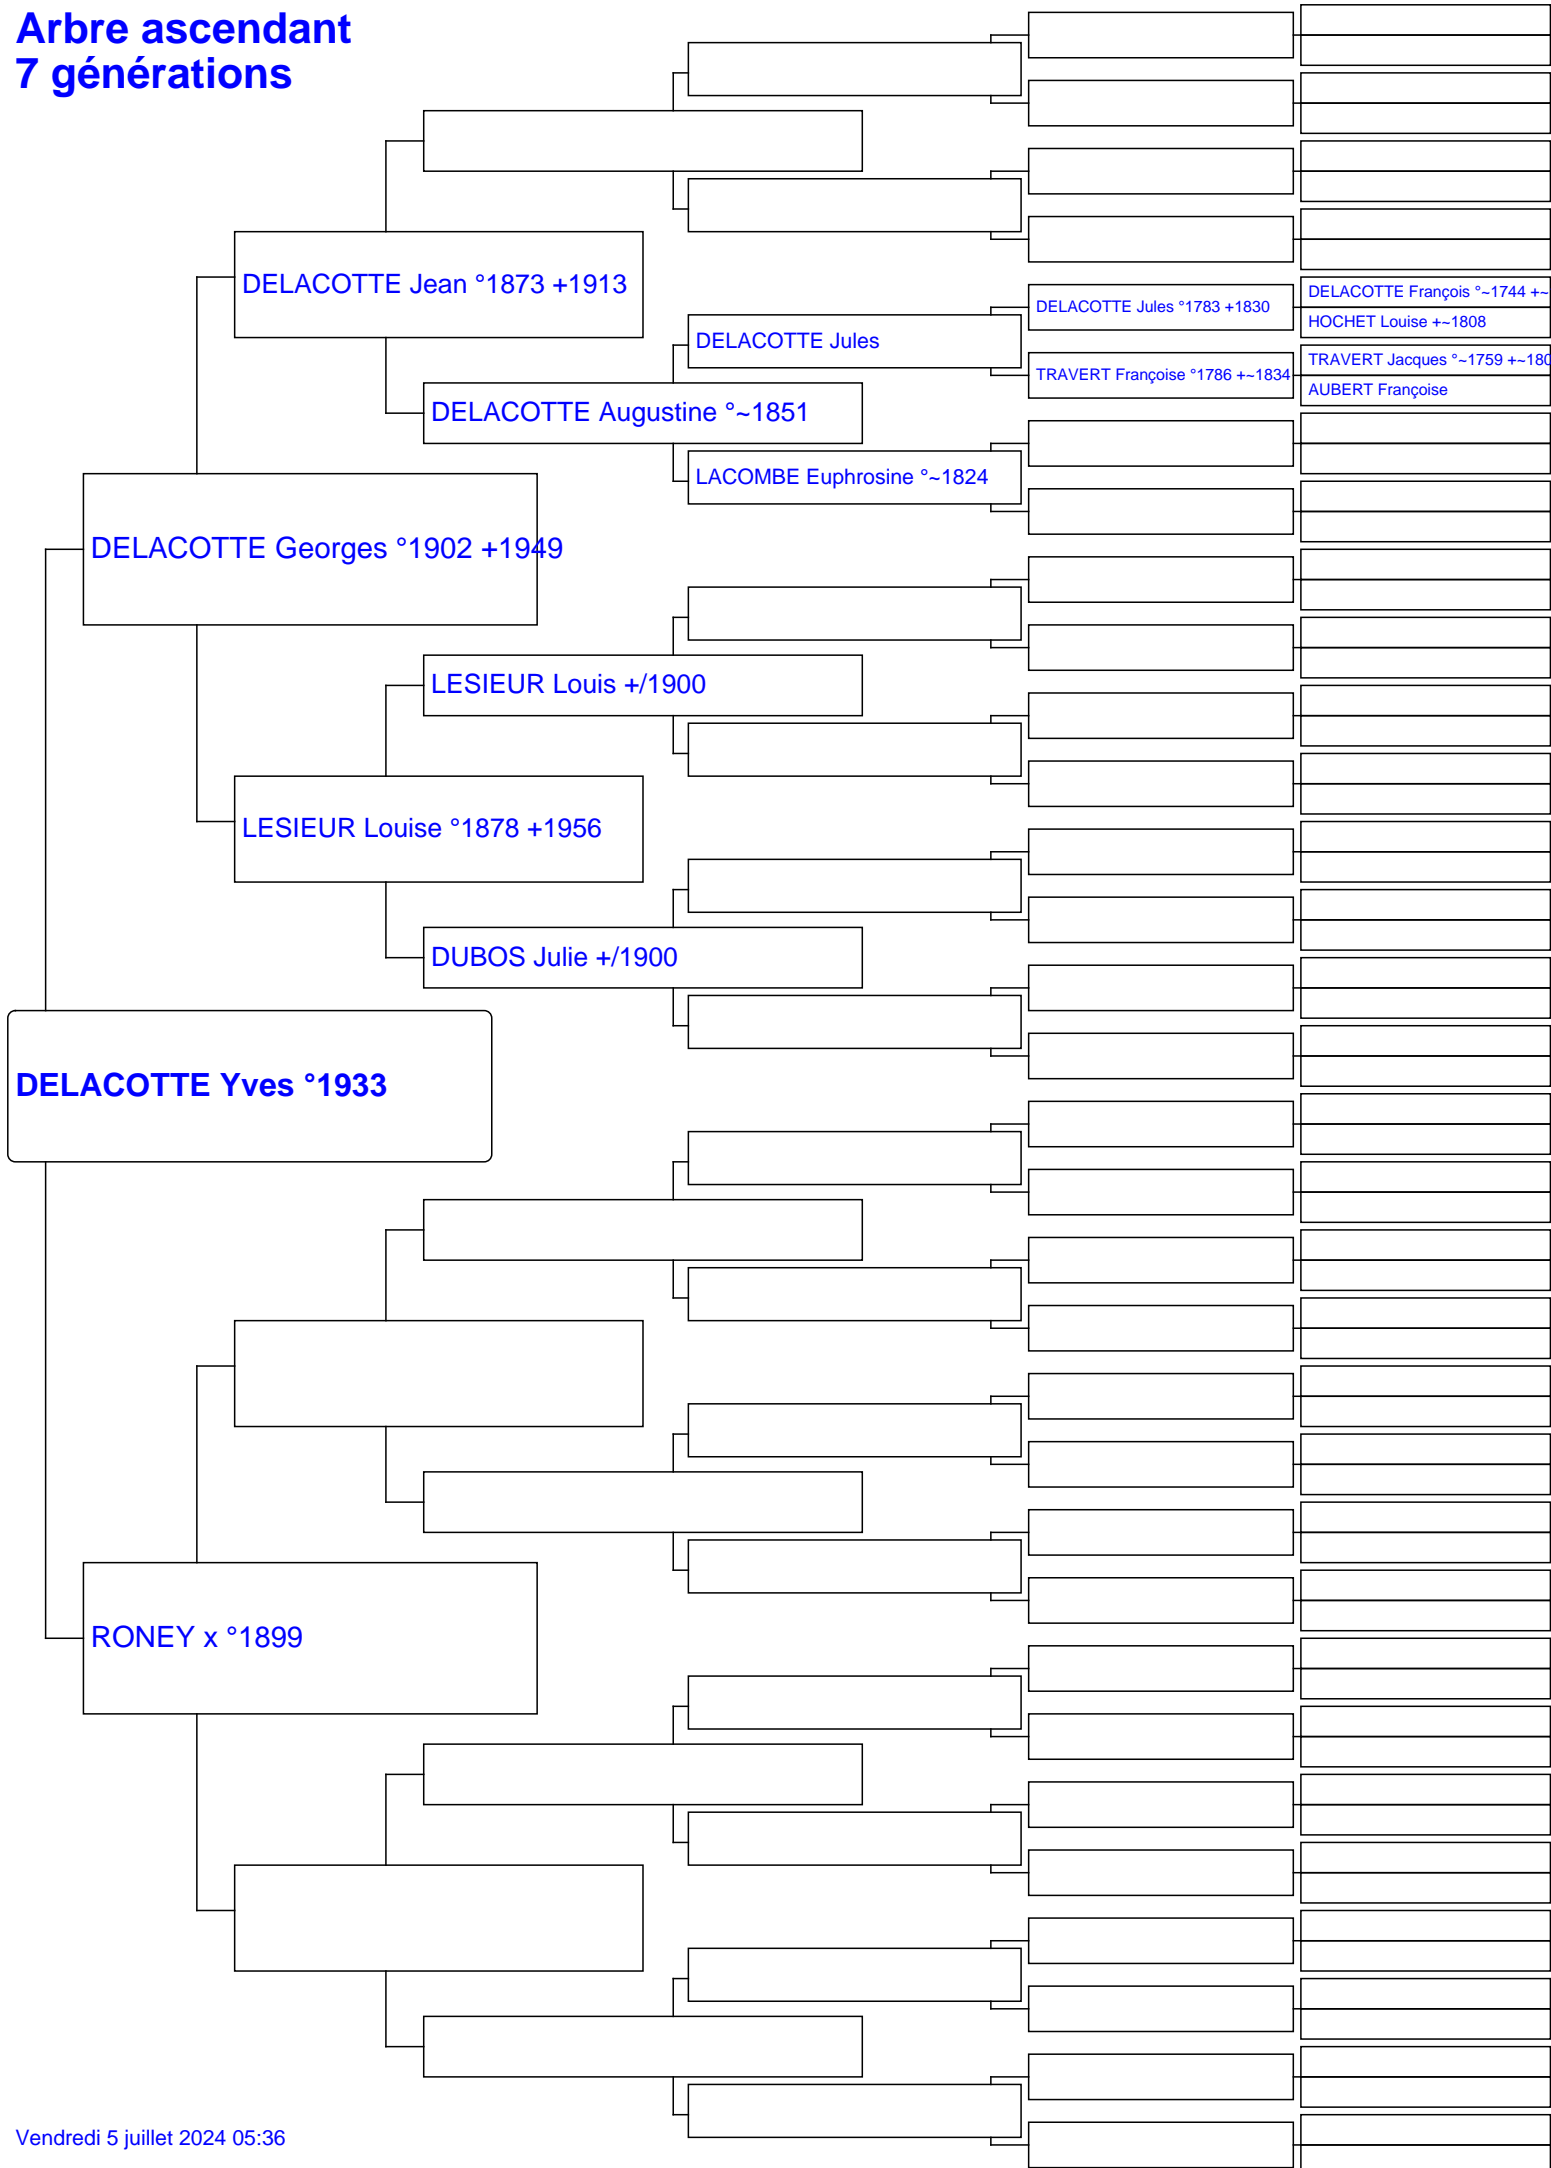 Arbre ascendant
7 générations
DELACOTTE François °~1744 +~
DELACOTTE Jean °1873 +1913
DELACOTTE Jules °1783 +1830
HOCHET Louise +~1808
DELACOTTE Jules
TRAVERT Jacques °~1759 +~180
TRAVERT Françoise °1786 +~1834
AUBERT Françoise
DELACOTTE Augustine °~1851
LACOMBE Euphrosine °~1824
DELACOTTE Georges °1902 +1949
LESIEUR Louis +/1900
LESIEUR Louise °1878 +1956
DUBOS Julie +/1900
DELACOTTE Yves °1933
RONEY x °1899
Vendredi 5 juillet 2024 05:36